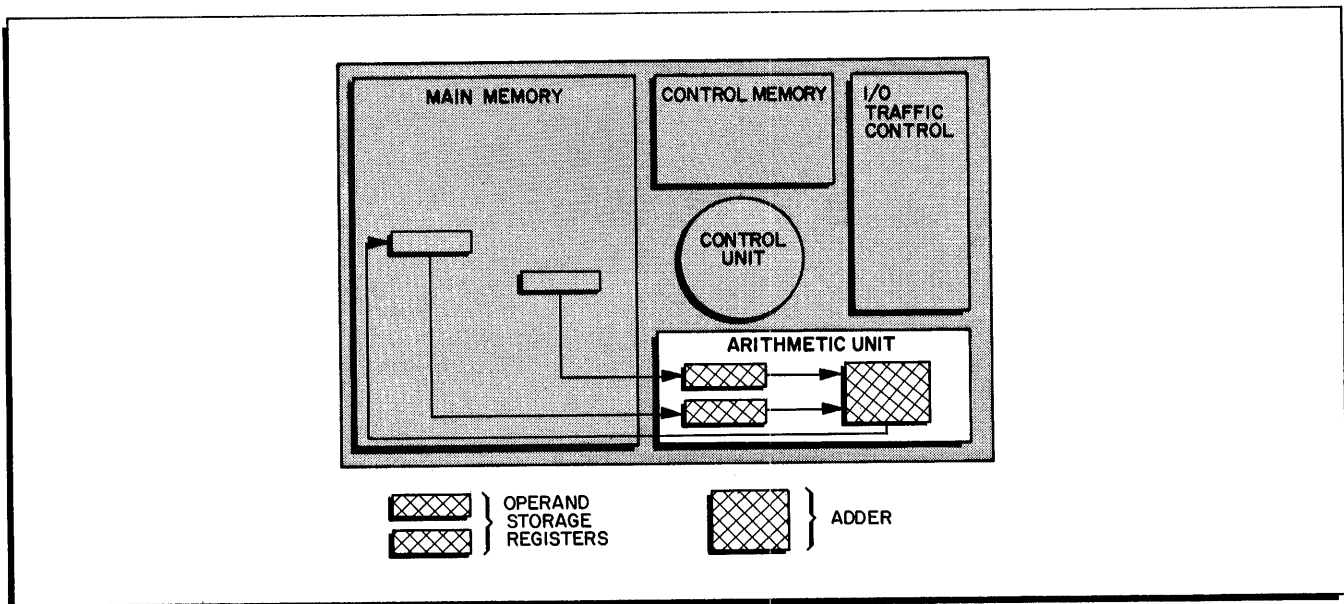 MAIN MEMORY
CONTROL MEMORY
I/O
TRAFFIC
CONTROL
CONTROL
UNIT
ARITHMETIC UNIT
OPERAND
STORAGE
REGISTERS
ADDER